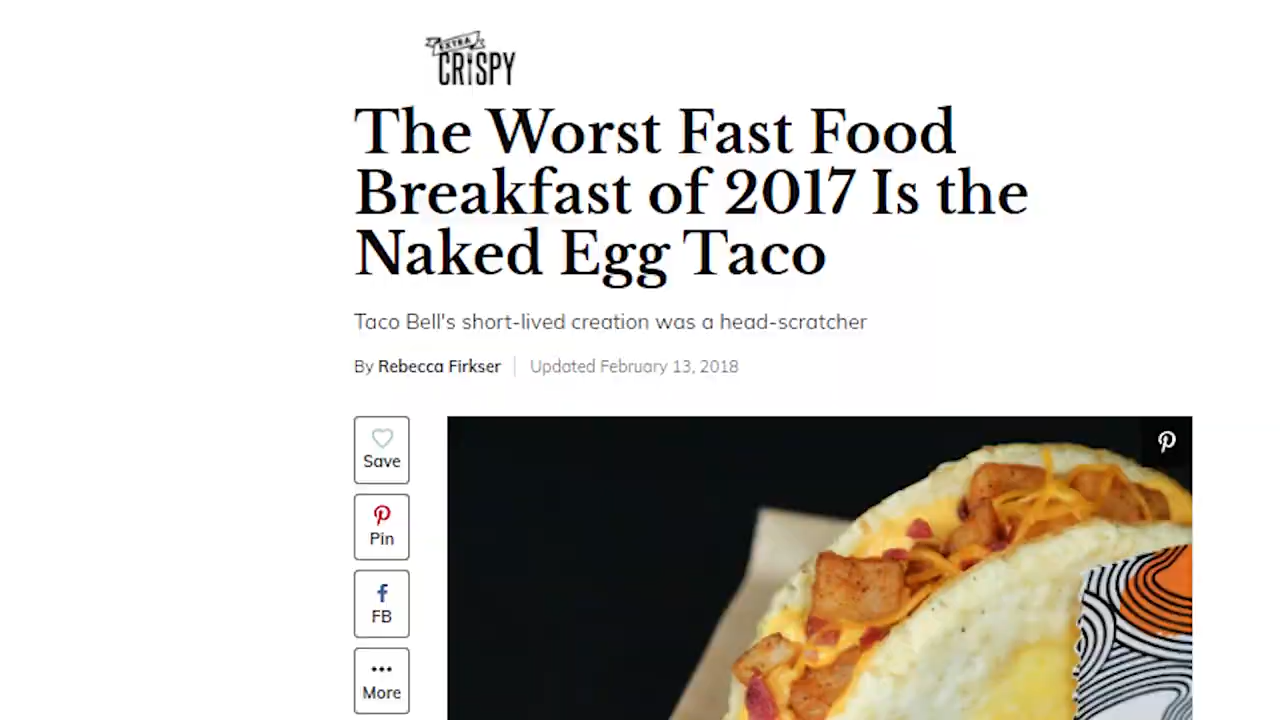 EXTRA
CRISPY
The Worst Fast Food
Breakfast of 2017 Is the
Naked Egg Taco
Taco Bell's short-lived creation was a head-scratcher
By Rebecca Firkser | Updated February 13, 2018
Save
Pin
FB
More